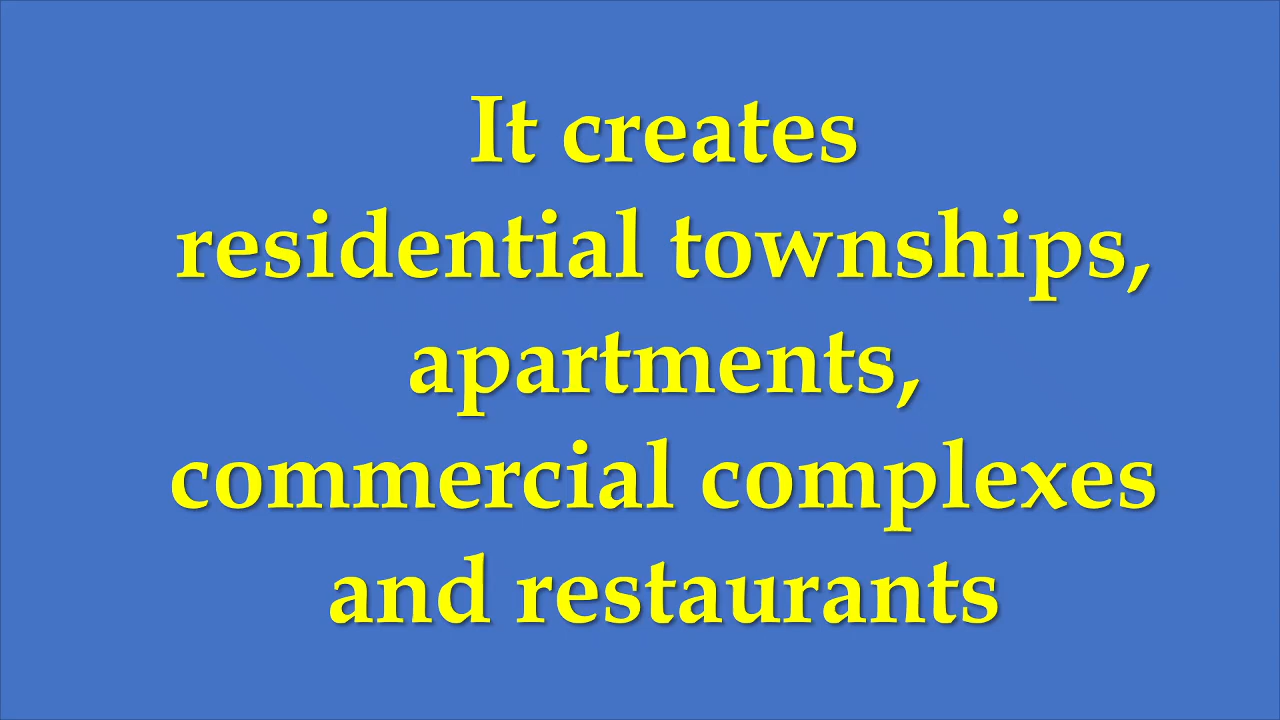 It creates
residential townships,
apartments,
commercial complexes
and restaurants